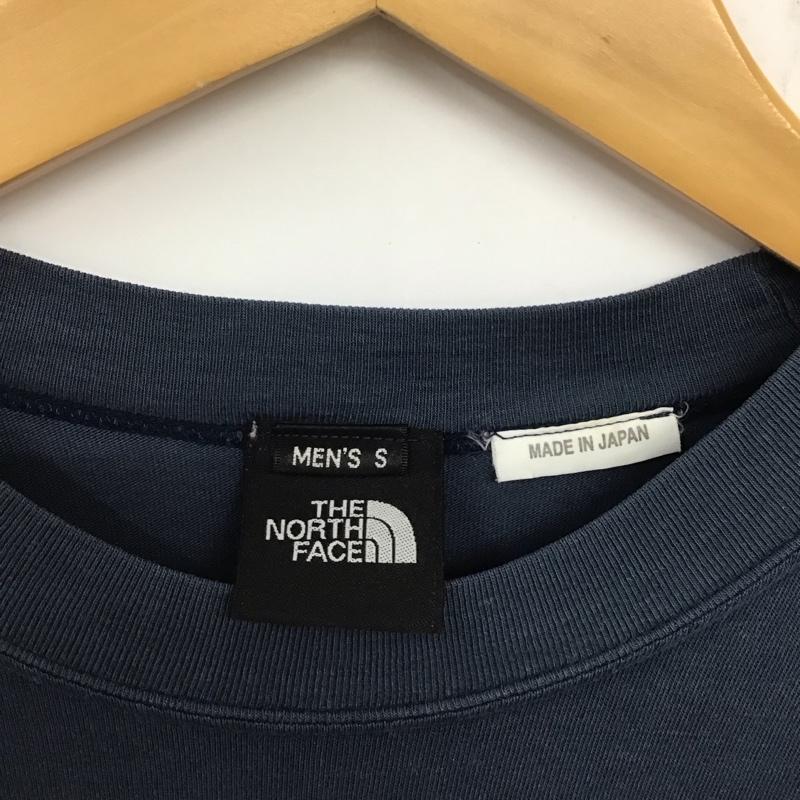 MEN'S S
THE
NORTH
FACE
MADE IN JAPAN